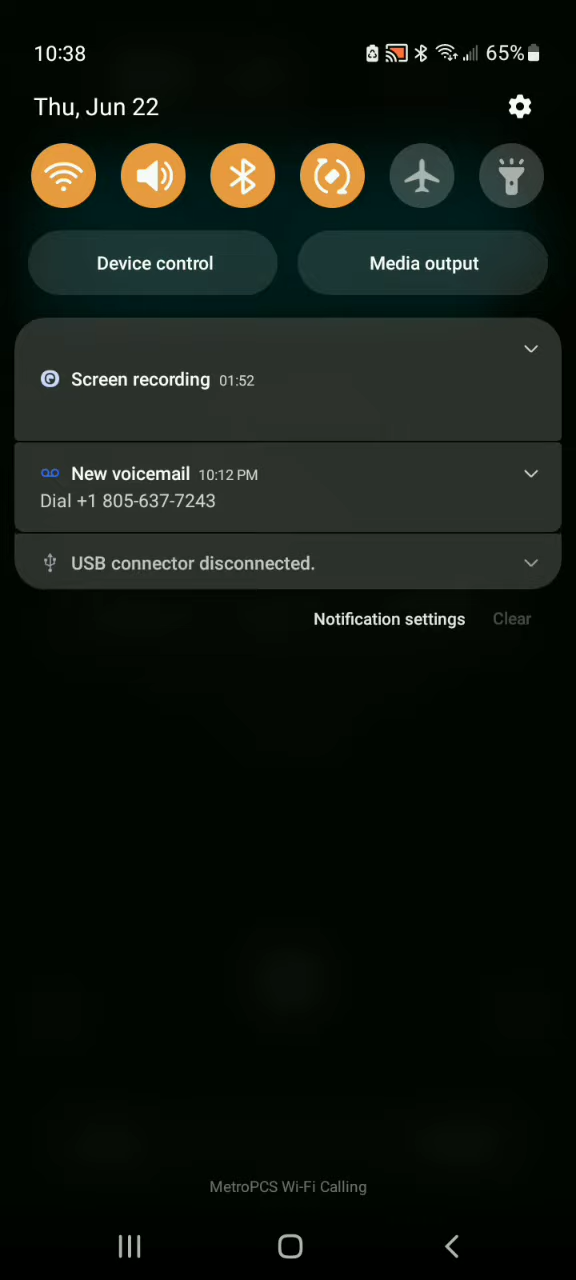 10:38 65%
Thu, Jun 22
Device control Media output
Screen recording 01:52
New voicemail 10:12 PM
Dial +1 805-637-7243
USB connector disconnected.
Notification settings Clear
MetroPCS Wi-Fi Calling